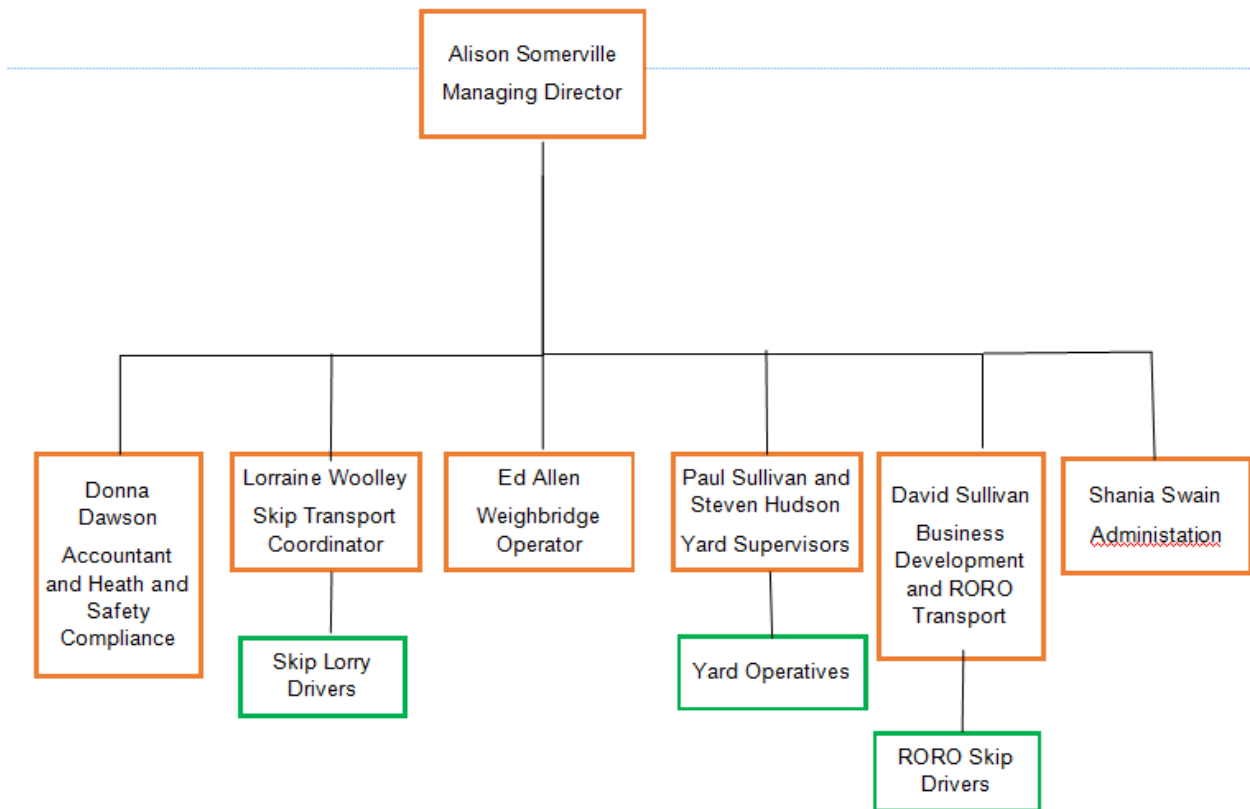 Alison Somerville
Managing Director
Donna
Dawson
Accountant
and Heath and
Safety
Compliance
Lorraine Woolley
Skip Transport
Coordinator
Ed Allen
Weighbridge
Operator
Paul Sullivan and
Steven Hudson
Yard Supervisors
David Sullivan
Business
Development
and RORO
Transport
Shania Swain
Administation
Skip Lorry
Drivers
Yard Operatives
RORO Skip
Drivers